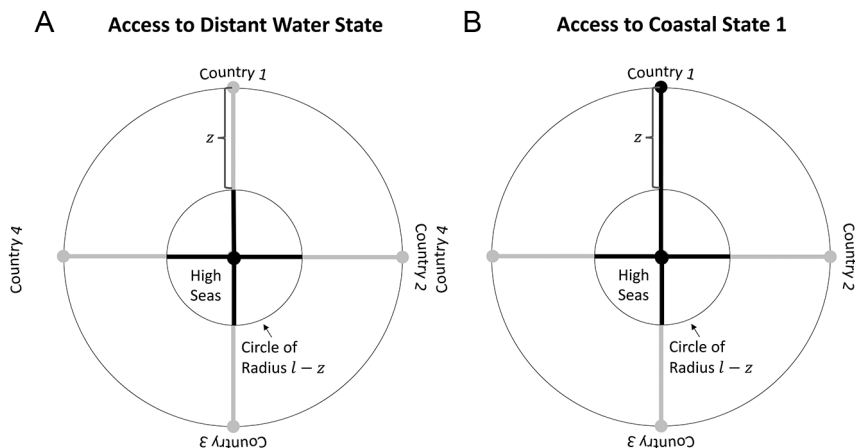 A
Access to Distant Water State
Country 1
z
Country 4
Country 2
High
Seas
Circle of
Radius l − z
Country 3
B
Access to Coastal State 1
Country 1
z
Country 4
Country 2
High
Seas
Circle of
Radius l − z
Country 3